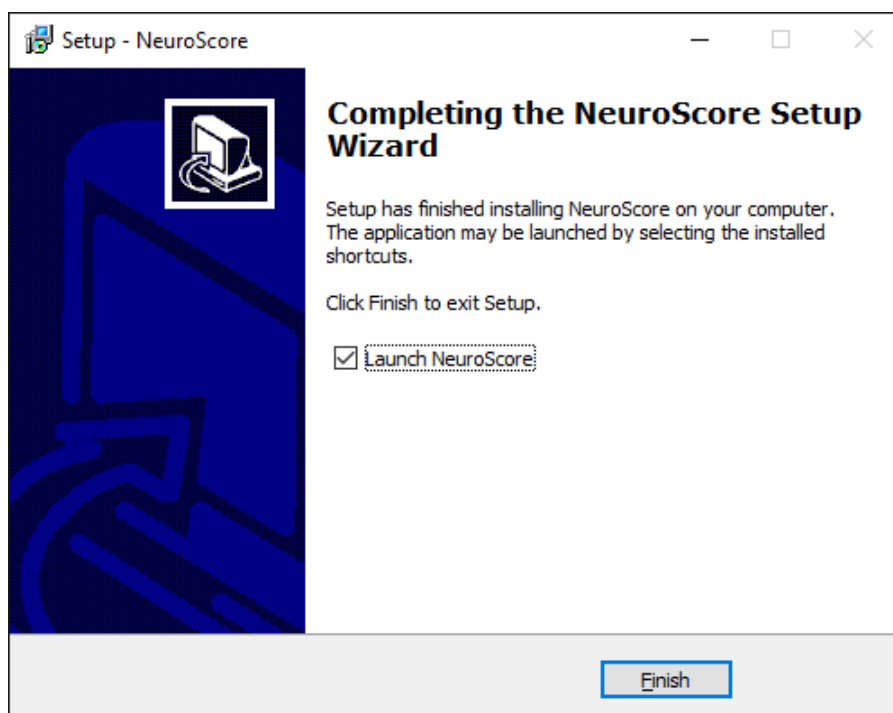 Setup - NeuroScore
Completing the NeuroScore Setup
Wizard
Setup has finished installing NeuroScore on your computer.
The application may be launched by selecting the installed
shortcuts.
Click Finish to exit Setup.
Launch NeuroScore
Finish